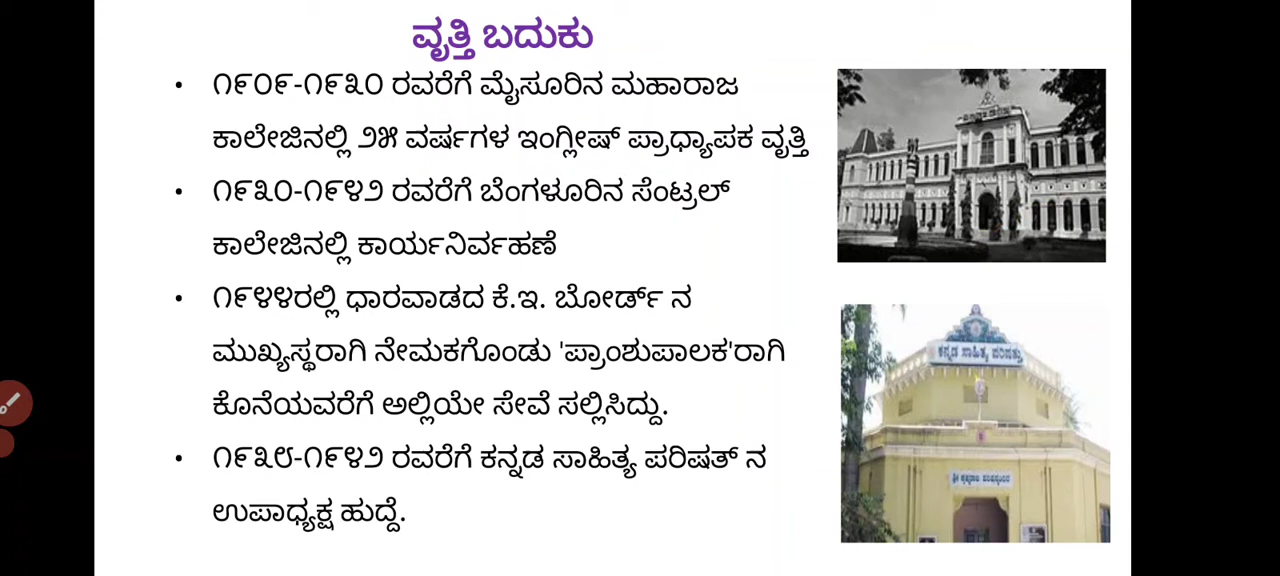 ವೃತ್ತಿ ಬದುಕು
• ೧೯೦೯-೧೯೩೦ ರವರೆಗೆ ಮೈಸೂರಿನ ಮಹಾರಾಜ
ಕಾಲೇಜಿನಲ್ಲಿ ೨೫ ವರ್ಷಗಳ ಇಂಗ್ಲೀಷ್ ಪ್ರಾಧ್ಯಾಪಕ ವೃತ್ತಿ
• ೧೯೩೦-೧೯೪೨ ರವರೆಗೆ ಬೆಂಗಳೂರಿನ ಸೆಂಟ್ರಲ್
ಕಾಲೇಜಿನಲ್ಲಿ ಕಾರ್ಯನಿರ್ವಹಣೆ
• ೧೯೪೪ರಲ್ಲಿ ಧಾರವಾಡದ ಕೆ.ಇ. ಬೋರ್ಡ್ ನ
ಮುಖ್ಯಸ್ಥರಾಗಿ ನೇಮಕಗೊಂಡು 'ಪ್ರಾಂಶುಪಾಲಕ'ರಾಗಿ
ಕೊನೆಯವರೆಗೆ ಅಲ್ಲಿಯೇ ಸೇವೆ ಸಲ್ಲಿಸಿದ್ದು.
• ೧೯೩೮-೧೯೪೨ ರವರೆಗೆ ಕನ್ನಡ ಸಾಹಿತ್ಯ ಪರಿಷತ್ ನ
ಉಪಾಧ್ಯಕ್ಷ ಹುದ್ದೆ.
ಕನ್ನಡ ಸಾಹಿತ್ಯ ಪರಿಷತ್ತು